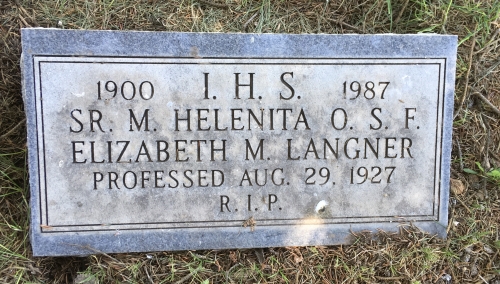 1900 I. H. S. 1987
SR. M. HELENITA O. S. F.
ELIZABETH M. LANGNER
PROFESSED AUG. 29, 1927
R. I. P.